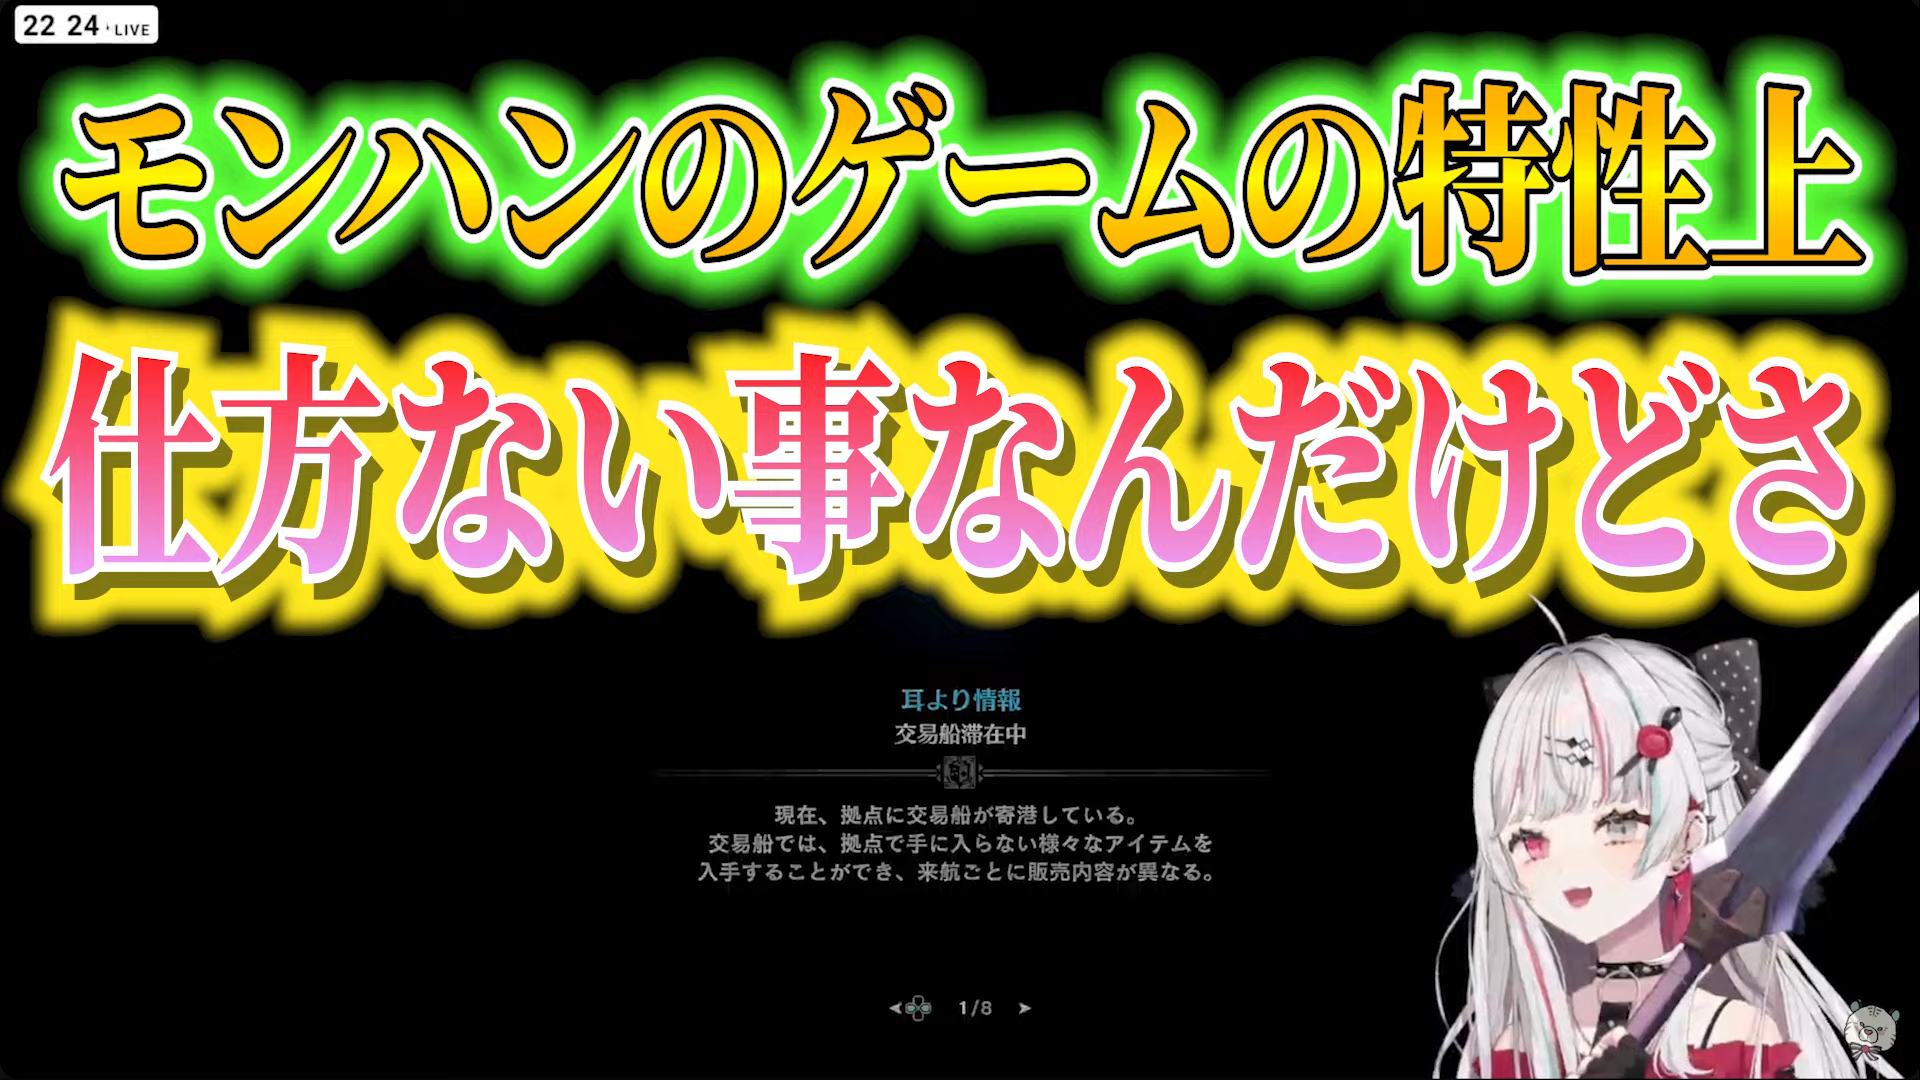 22 24 LIVE
モンハンのゲームの特性上
仕方ない事なんだけどさ
耳より情報
交易船滞在中
現在、拠点に交易船が寄港している。
交易船では、拠点で手に入らない様々なアイテムを
入手することができ、来航ごとに販売内容が異なる。
1/8